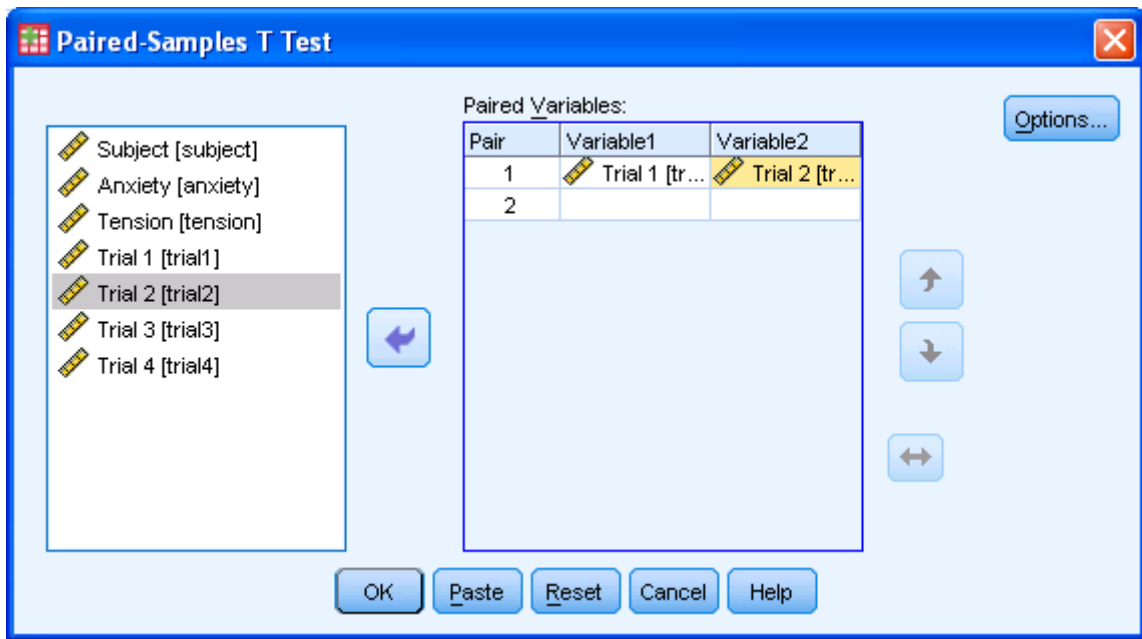 Paired-Samples T Test
Subject [subject]
Anxiety [anxiety]
Tension [tension]
Trial 1 [trial1]
Trial 2 [trial2]
Trial 3 [trial3]
Trial 4 [trial4]
Paired Variables:
Pair Variable1 Variable2
1 Trial 1 [tr... Trial 2 [tr...
2
Options...
OK Paste Reset Cancel Help